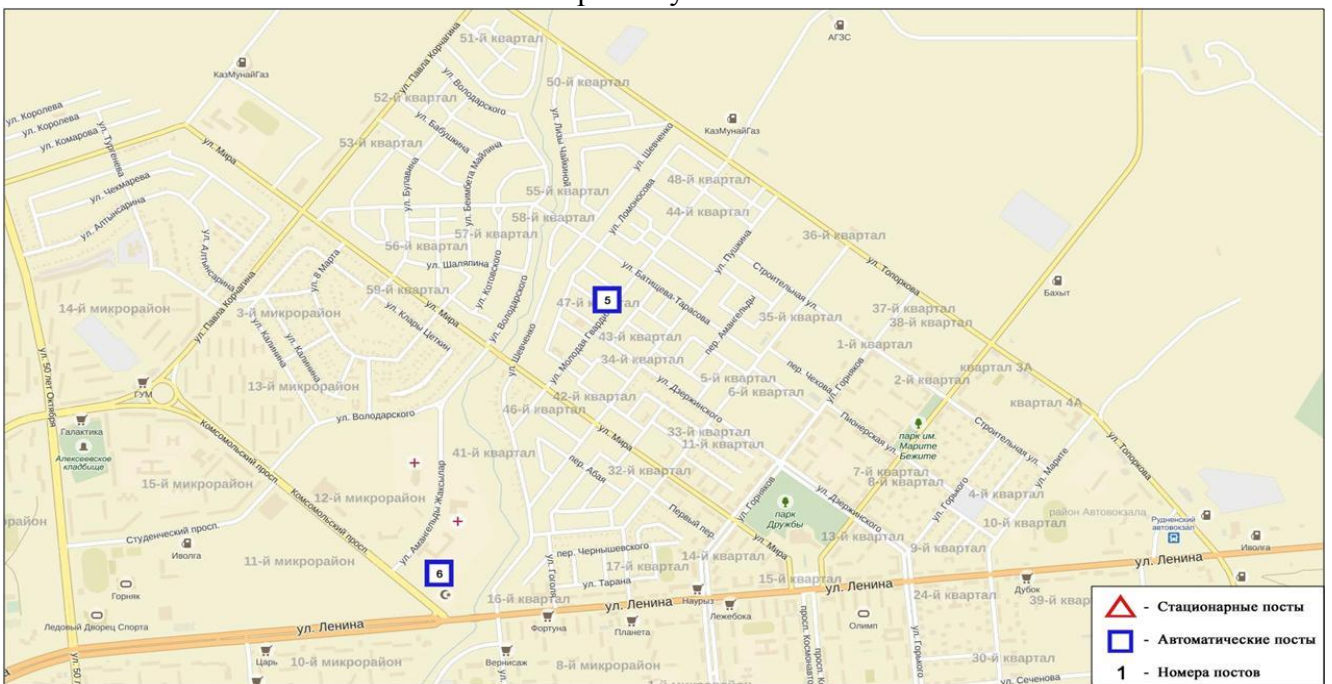 51-й квартал
АГЗС
КазМунайГаз
ул. Павла Корчагина
ул. Володарского
50-й квартал
52-й квартал
ул. Королева
ул. Королева
ул. Комарова
ул. Тургенева
ул. Мира
53-й квартал
ул. Бабушкина
ул. Лизы Чайкиной
ул. Шевченко
КазМунайГаз
ул. Булавина
ул. Беимбета Майлина
ул. Чекмарева
ул. Алтынсарина
55-й квартал
48-й квартал
ул. Ломоносова
44-й квартал
58-й квартал
57-й квартал
56-й квартал
36-й квартал
ул. Алтынсарина
ул. 8 Марта
ул. Шаляпина
ул. Котовского
ул. Пушкина
ул. Топоркова
Строительная ул.
ул. Батищева-Тарасова
59-й квартал
ул. Володарского
Бахыт
14-й микрорайон
3-й микрорайон
ул. Павла Корчагина
ул. Мира
ул. Клары Цеткин
5
ул. Шевченко
43-й квартал
пер. Амангельды
35-й квартал
37-й квартал
38-й квартал
1-й квартал
ул. Калинина
ул. Калинина
34-й квартал
ул. 50 лет Октября
13-й микрорайон
5-й квартал
6-й квартал
пер. Чехова
ул. Горняков
2-й квартал
квартал 3А
ГУМ
42-й квартал
ул. Дзержинского
квартал 4А
ул. Володарского
46-й квартал
Галактика
Алексеевское
кладбище
Комсомольский просп.
ул. Мира
33-й квартал
11-й квартал
Пионерская ул.
парк им.
Марите
Бежите
Строительная ул.
ул. Топоркова
41-й квартал
пер. Абая
32-й квартал
7-й квартал
8-й квартал
ул. Марите
15-й микрорайон
12-й микрорайон
Комсомольский просп.
ул. Амангельды Жаксылар
ул. Горняков
парк
Дружбы
ул. Дзержинского
ул. Горького
4-й квартал
район Автовокзала
Рудненский
автовокзал
Студенческий просп.
Иволга
11-й микрорайон
Первый пер.
ул. Мира
13-й квартал
10-й квартал
9-й квартал
Иволга
пер. Чернышевского
14-й квартал
17-й квартал
6
ул. Гоголя
ул. Тарана
15-й квартал
ул. Ленина
ул. Ленина
Горняк
16-й квартал
ул. Ленина
Наурыз
24-й квартал
Дубок
Ледовый Дворец Спорта
ул. Ленина
Фортуна
Планета
Лежебока
Олимп
Царь
10-й микрорайон
Вернисаж
8-й микрорайон
ул. Горького
30-й квартал
ул. Сеченова
- Стационарные посты
- Автоматические посты
1 - Номера постов